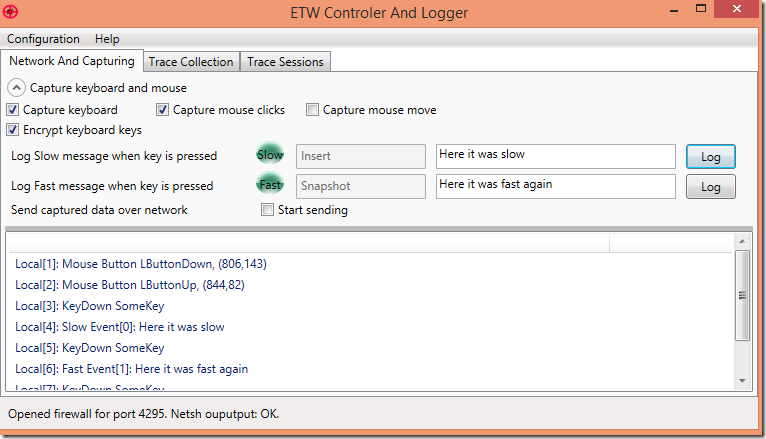 ETW Controler And Logger
Configuration Help
Network And Capturing Trace Collection Trace Sessions
Capture keyboard and mouse
Capture keyboard Capture mouse clicks Capture mouse move
Encrypt keyboard keys
Log Slow message when key is pressed Slow Insert Here it was slow Log
Log Fast message when key is pressed Fast Snapshot Here it was fast again Log
Send captured data over network Start sending
Local[1]: Mouse Button LButtonDown, (806,143)
Local[2]: Mouse Button LButtonUp, (844,82)
Local[3]: KeyDown SomeKey
Local[4]: Slow Event[0]: Here it was slow
Local[5]: KeyDown SomeKey
Local[6]: Fast Event[1]: Here it was fast again
Local[7]: KeyDown SomeKey
Opened firewall for port 4295. Netsh ouputput: OK.